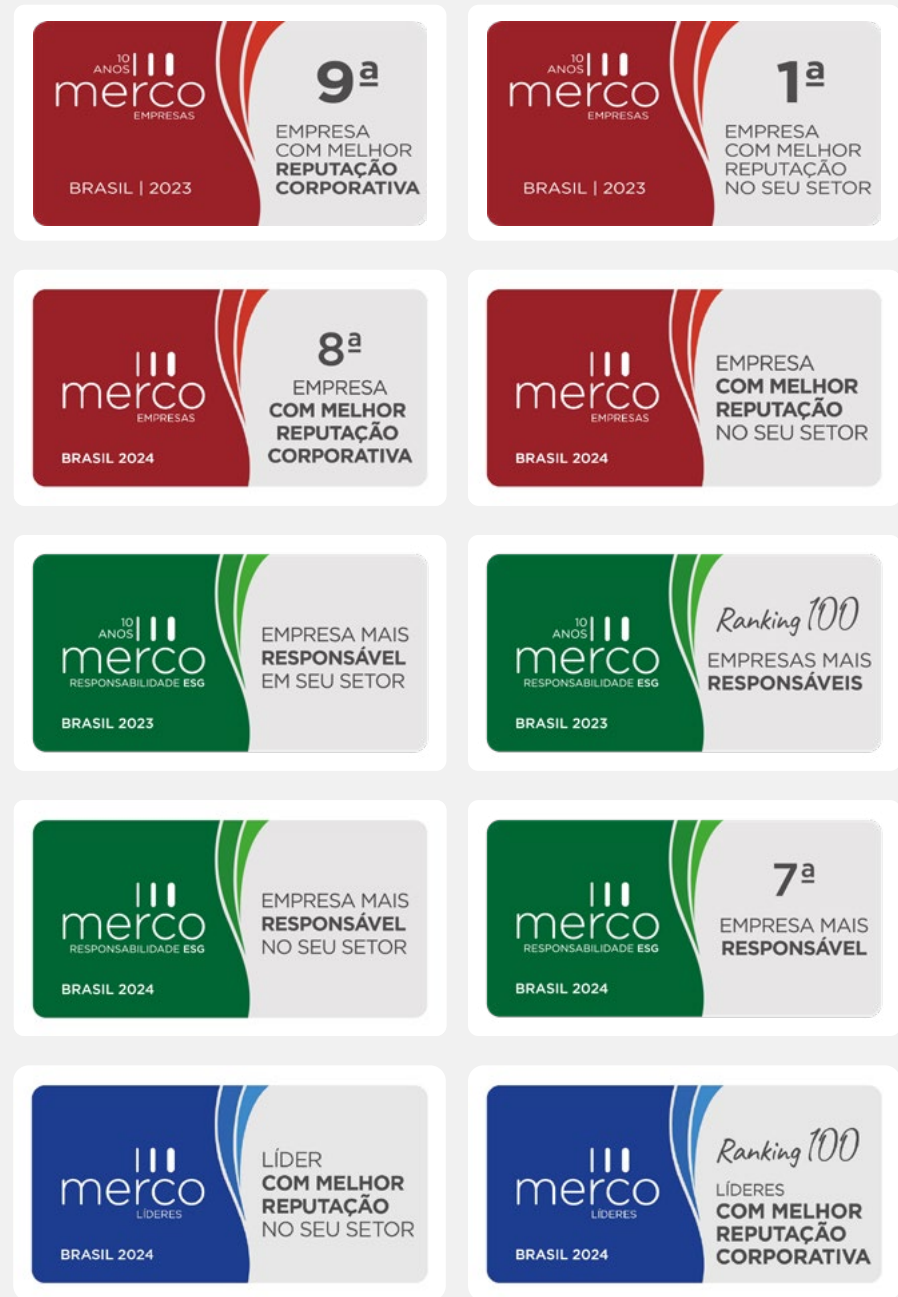 10
ANOS
merco
EMPRESAS
BRASIL | 2023
9ª
EMPRESA
COM MELHOR
REPUTAÇÃO
CORPORATIVA
10
ANOS
merco
EMPRESAS
BRASIL | 2023
1ª
EMPRESA
COM MELHOR
REPUTAÇÃO
NO SEU SETOR
merco
EMPRESAS
BRASIL 2024
8ª
EMPRESA
COM MELHOR
REPUTAÇÃO
CORPORATIVA
merco
EMPRESAS
BRASIL 2024
EMPRESA
COM MELHOR
REPUTAÇÃO
NO SEU SETOR
10
ANOS
merco
RESPONSABILIDADE ESG
BRASIL 2023
EMPRESA MAIS
RESPONSÁVEL
EM SEU SETOR
10
ANOS
merco
RESPONSABILIDADE ESG
BRASIL 2023
Ranking 100
EMPRESAS MAIS
RESPONSÁVEIS
merco
RESPONSABILIDADE ESG
BRASIL 2024
EMPRESA MAIS
RESPONSÁVEL
NO SEU SETOR
merco
RESPONSABILIDADE ESG
BRASIL 2024
7ª
EMPRESA MAIS
RESPONSÁVEL
merco
LÍDERES
BRASIL 2024
LÍDER
COM MELHOR
REPUTAÇÃO
NO SEU SETOR
merco
LÍDERES
BRASIL 2024
Ranking 100
LÍDERES
COM MELHOR
REPUTAÇÃO
CORPORATIVA